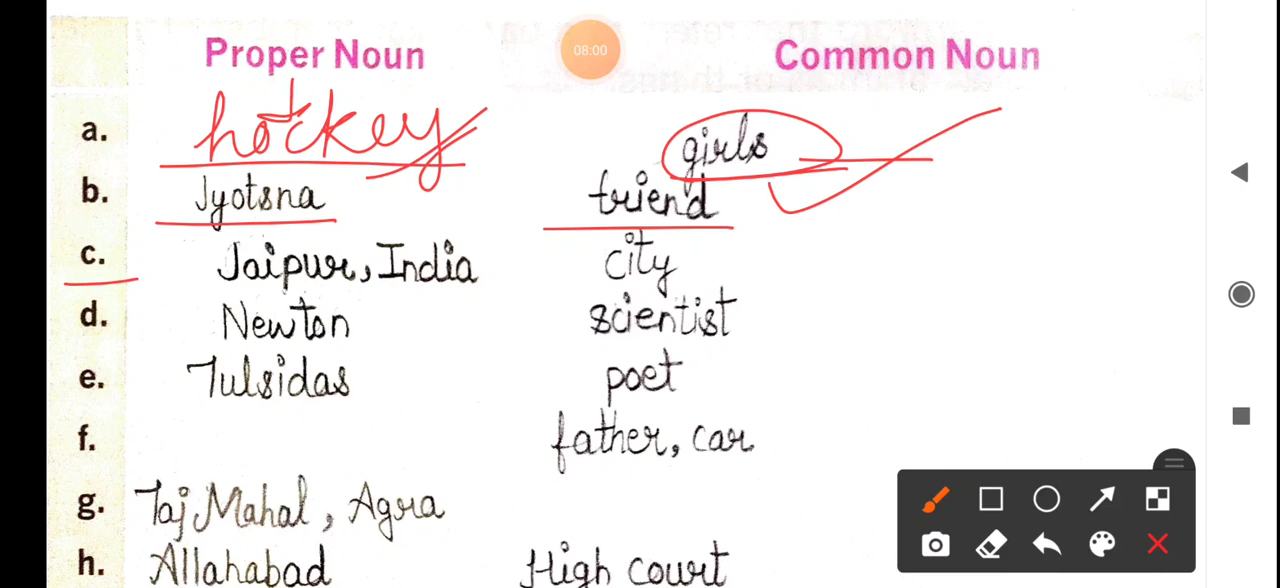 Proper Noun 08:00 Common Noun
a. hockey girls
b. Jyotsna friend
c. Jaipur, India city
d. Newton scientist
e. Tulsidas poet
f. father, car
g. Taj Mahal, Agra
h. Allahabad High court